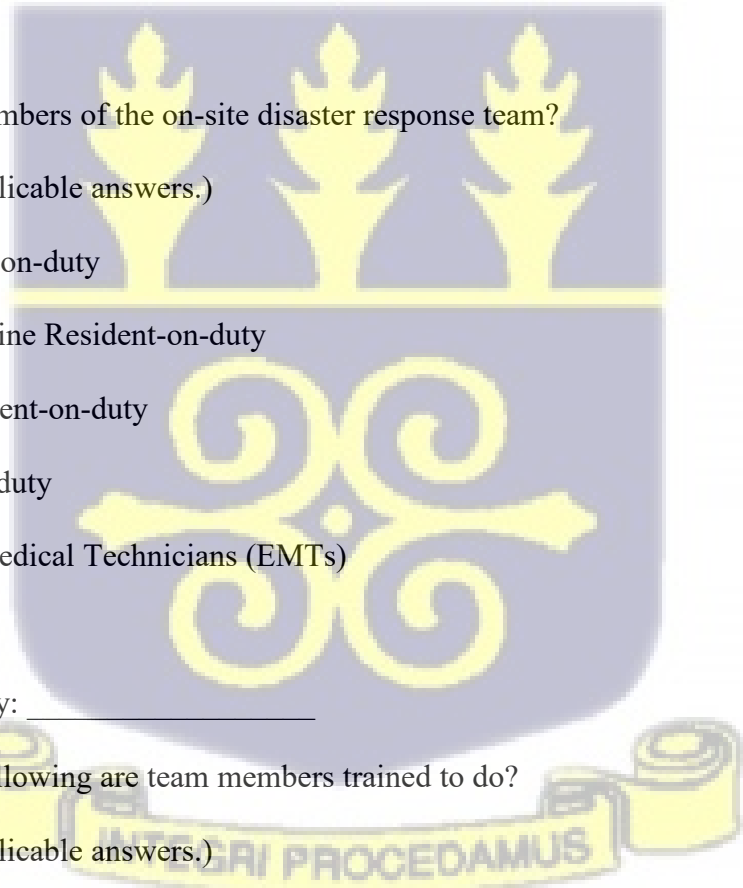 mbers of the on-site disaster response team?
licable answers.)
on-duty
ine Resident-on-duty
ent-on-duty
duty
edical Technicians (EMTs)
y: ___________________
llowing are team members trained to do?
licable answers.)
INTEGRI PROCEDAMUS